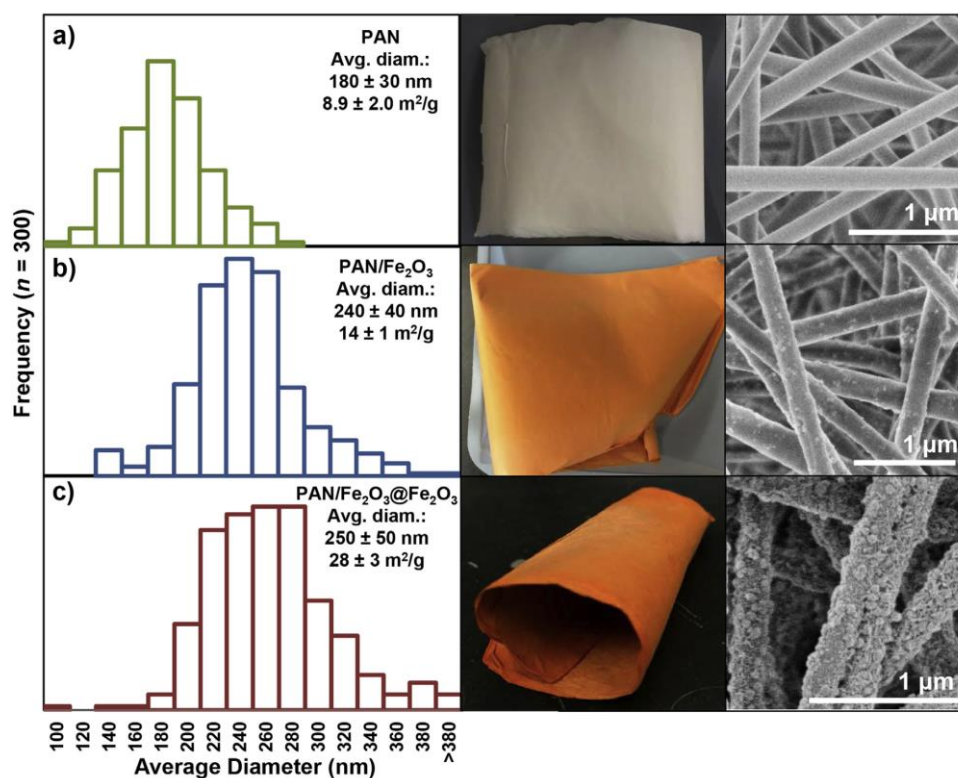 a)
PAN
Avg. diam.:
180 ± 30 nm
8.9 ± 2.0 m²/g
1 µm
b)
PAN/Fe₂O₃
Avg. diam.:
240 ± 40 nm
14 ± 1 m²/g
1 µm
c)
PAN/Fe₂O₃@Fe₂O₃
Avg. diam.:
250 ± 50 nm
28 ± 3 m²/g
1 µm
Frequency (n = 300)
100 120 140 160 180 200 220 240 260 280 300 320 340 360 380 >380
Average Diameter (nm)